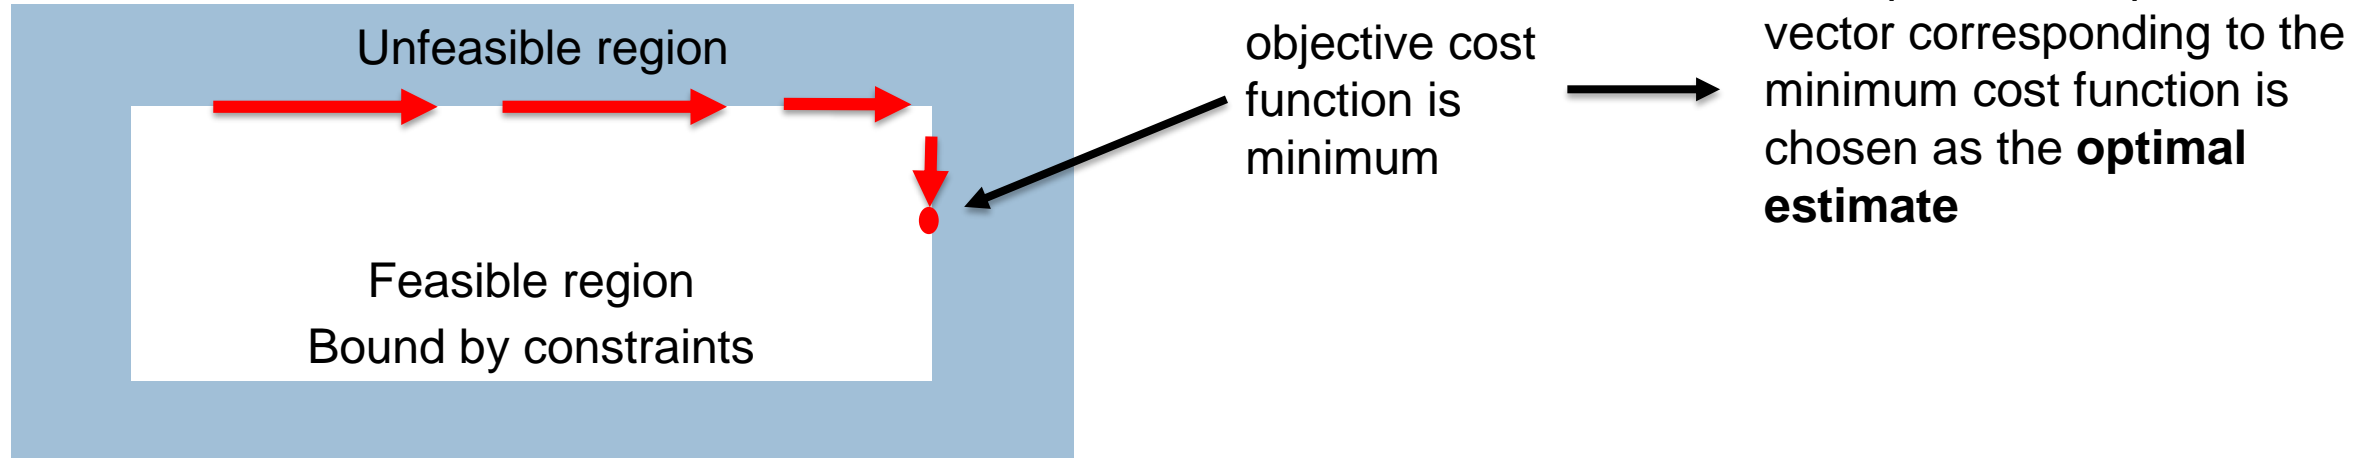 Unfeasible region
Feasible region
Bound by constraints
objective cost
function is
minimum
vector corresponding to the
minimum cost function is
chosen as the optimal
estimate